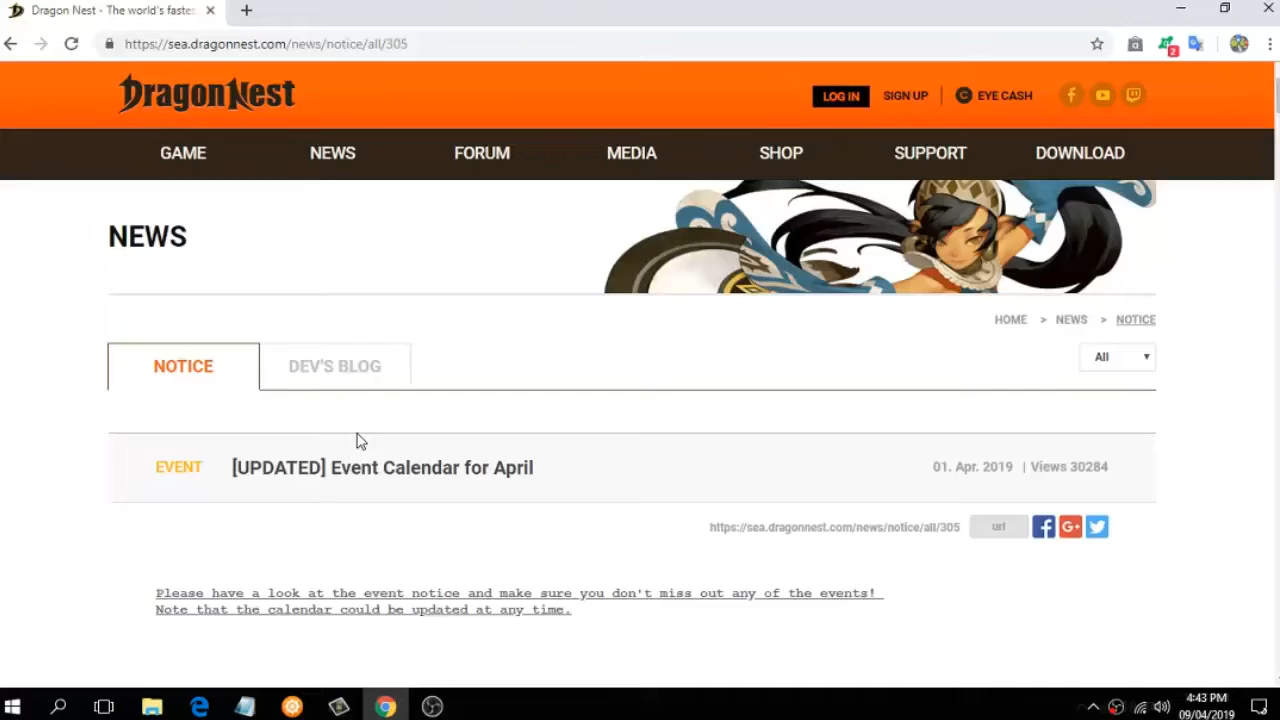 Dragon Nest - The world's fastes
https://sea.dragonnest.com/news/notice/all/305
2
DRAGONNEST
LOG IN
SIGN UP
EYE CASH
GAME
NEWS
FORUM
MEDIA
SHOP
SUPPORT
DOWNLOAD
NEWS
HOME > NEWS > NOTICE
NOTICE
DEV'S BLOG
All
EVENT
[UPDATED] Event Calendar for April
01. Apr. 2019 | Views 30284
https://sea.dragonnest.com/news/notice/all/305
url
Please have a look at the event notice and make sure you don't miss out any of the events!
Note that the calendar could be updated at any time.
4:43 PM
09/04/2019